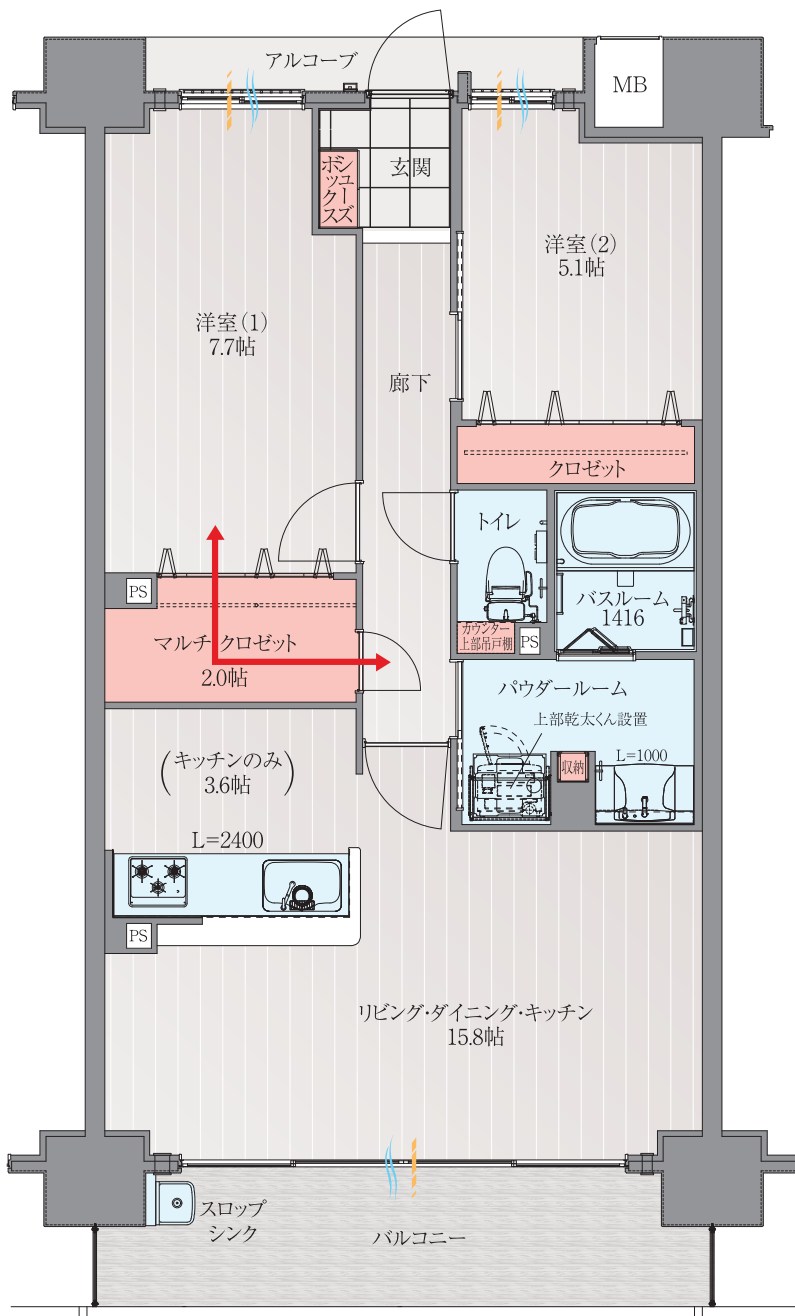 アルコーブ
MB
玄関
シューズ
ボックス
洋室(2)
5.1帖
洋室(1)
7.7帖
廊下
クロゼット
トイレ
バスルーム
1416
PS
カウンター
上部吊戸棚
PS
マルチクロゼット
2.0帖
パウダールーム
上部乾太くん設置
収納
L=1000
(キッチンのみ)
3.6帖
L=2400
PS
リビング・ダイニング・キッチン
15.8帖
スロップ
シンク
バルコニー